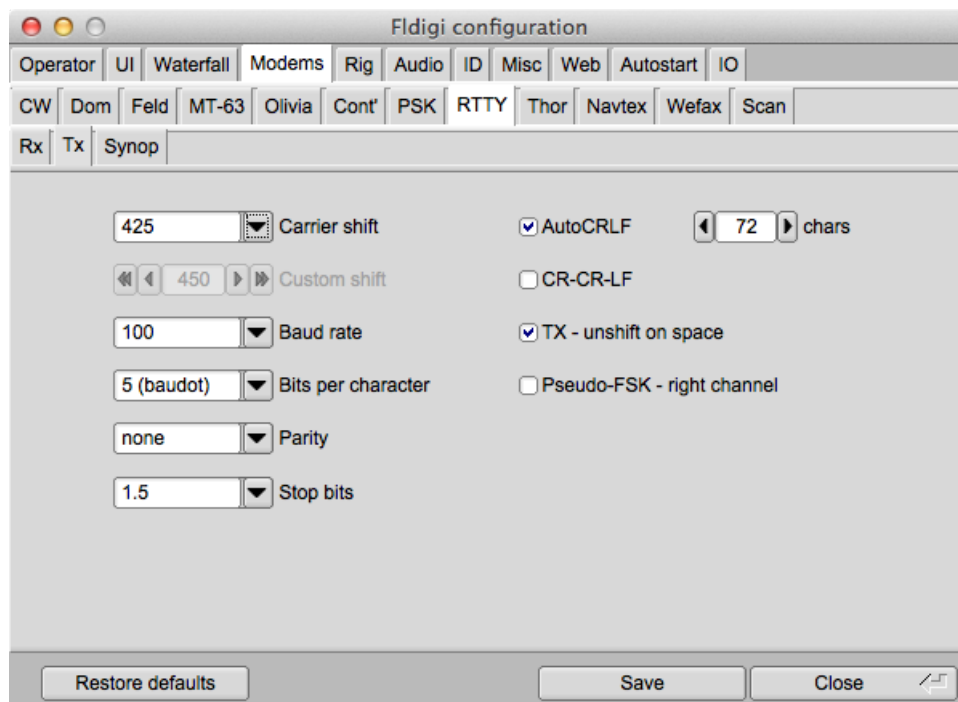 Fldigi configuration
Operator UI Waterfall Modems Rig Audio ID Misc Web Autostart IO
CW Dom Feld MT-63 Olivia Cont' PSK RTTY Thor Navtex Wefax Scan
Rx Tx Synop
425 Carrier shift AutoCRLF 72 chars
450 Custom shift CR-CR-LF
100 Baud rate TX - unshift on space
5 (baudot) Bits per character Pseudo-FSK - right channel
none Parity
1.5 Stop bits
Restore defaults Save Close